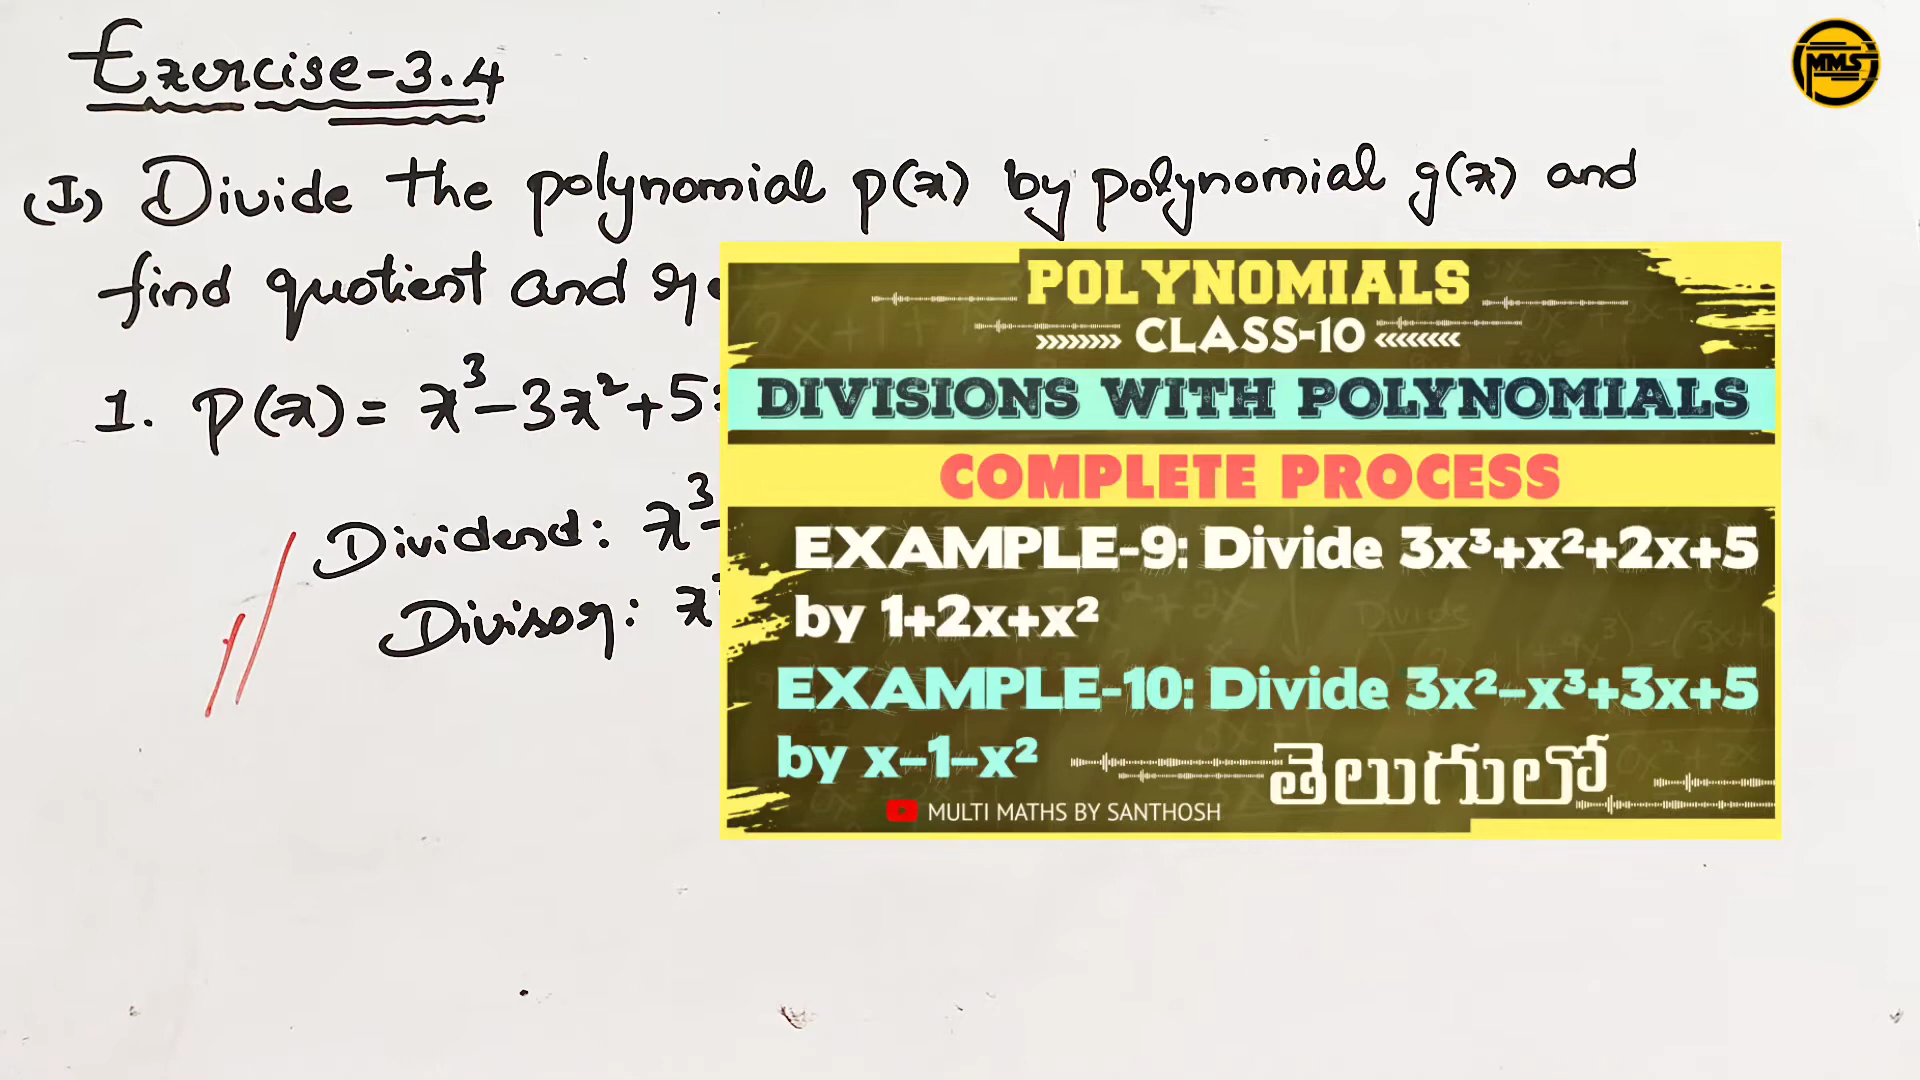 Exercise-3.4
(I) Divide the polynomial p(x) by polynomial g(x) and
find quotient and
1. p(x) = x³-3x²+5
Dividend: x³-
Divisor: x
MMS
POLYNOMIALS
CLASS-10
DIVISIONS WITH POLYNOMIALS
COMPLETE PROCESS
EXAMPLE-9: Divide 3x³+x²+2x+5
by 1+2x+x²
EXAMPLE-10: Divide 3x²-x³+3x+5
by x-1-x²
తెలుగులో
MULTI MATHS BY SANTHOSH